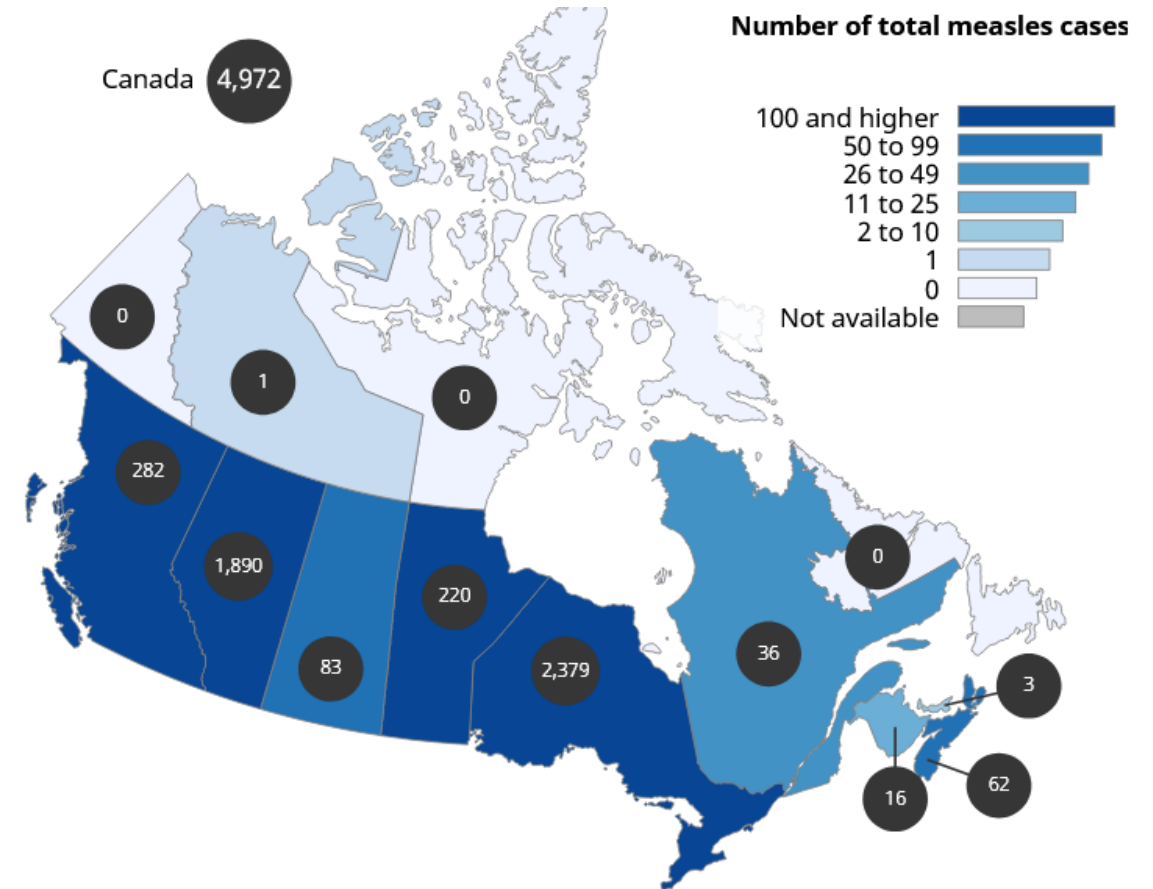 Number of total measles cases
Canada 4,972
100 and higher
50 to 99
26 to 49
11 to 25
2 to 10
1
0
Not available
0
1
0
282
1,890
83
220
2,379
36
0
3
62
16